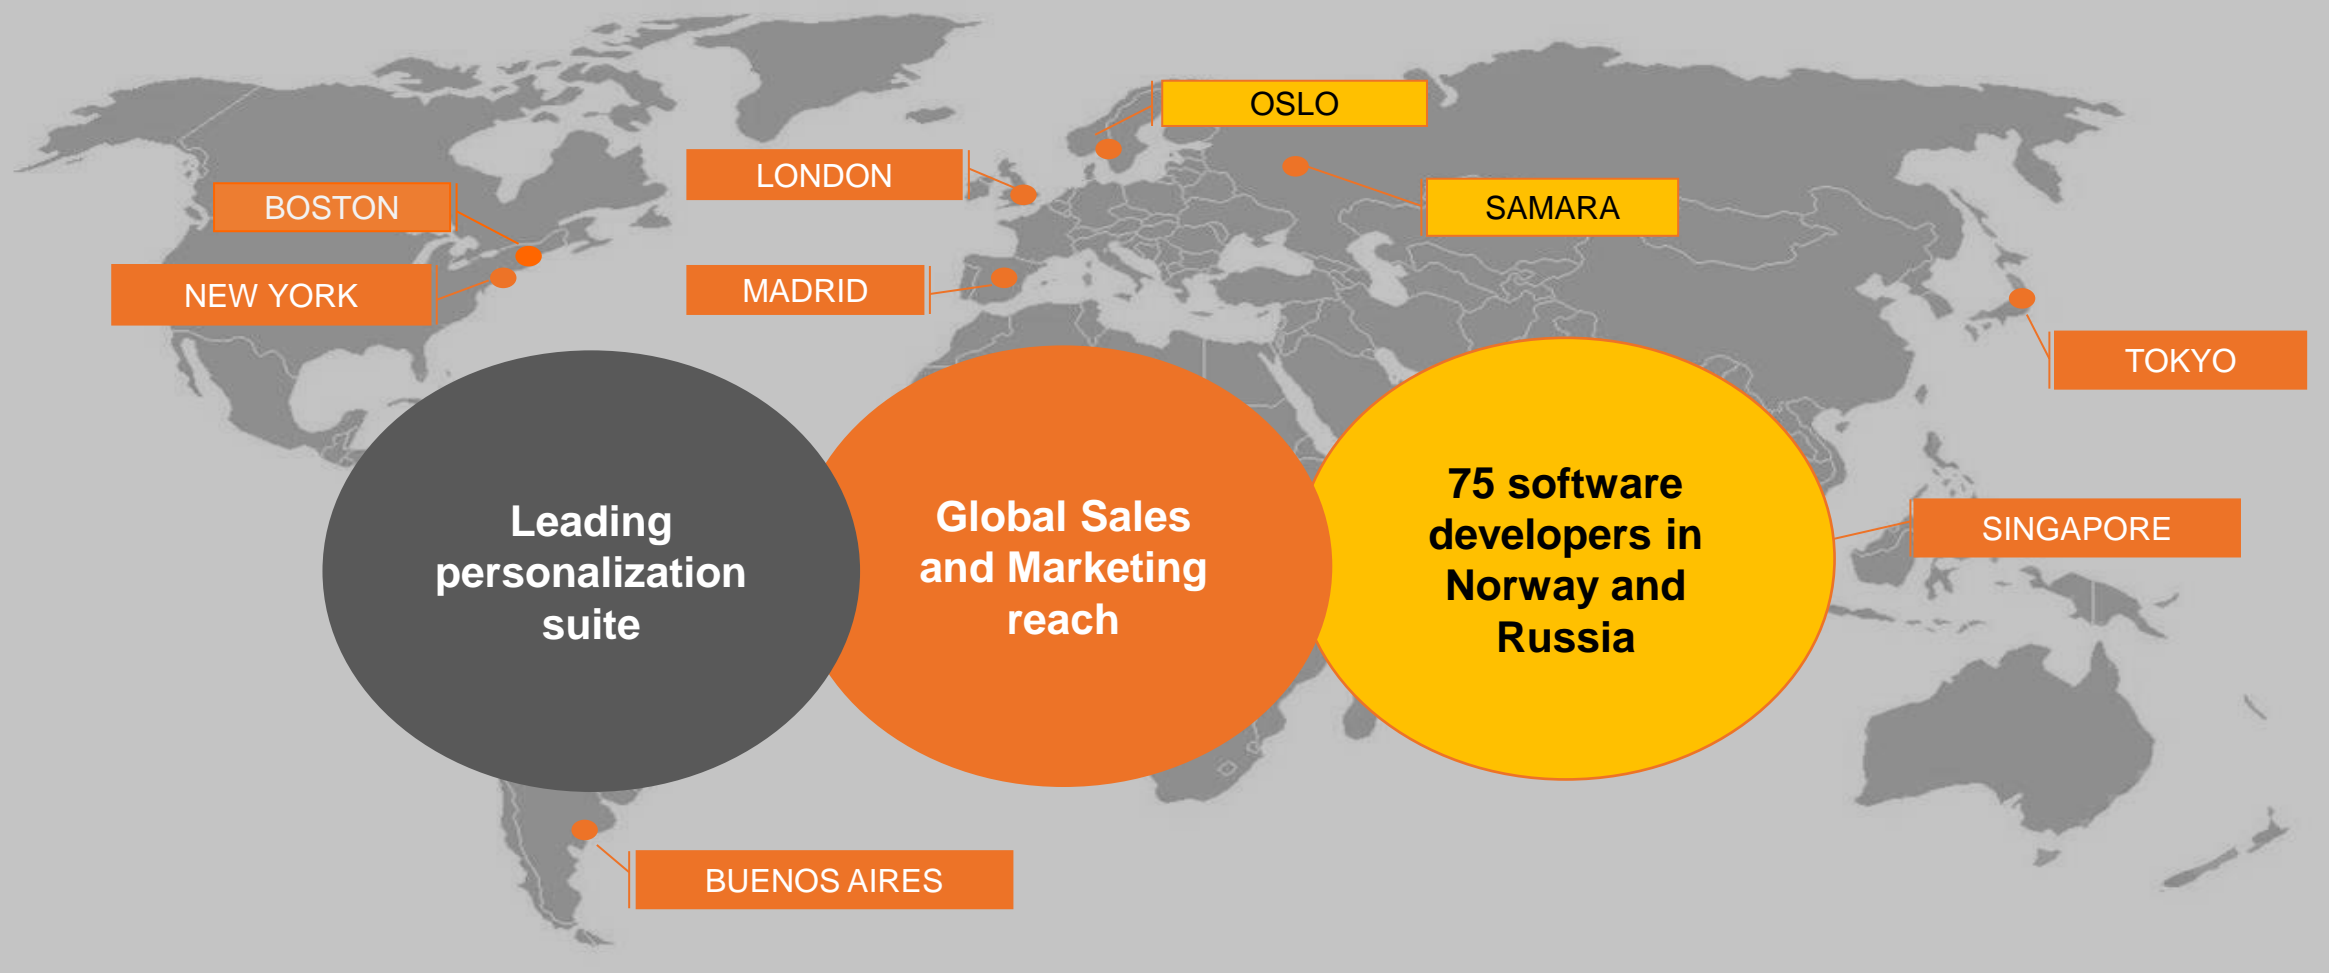 OSLO
LONDON
BOSTON
SAMARA
MADRID
NEW YORK
TOKYO
Leading
personalization
suite
Global Sales
and Marketing
reach
75 software
developers in
Norway and
Russia
SINGAPORE
BUENOS AIRES